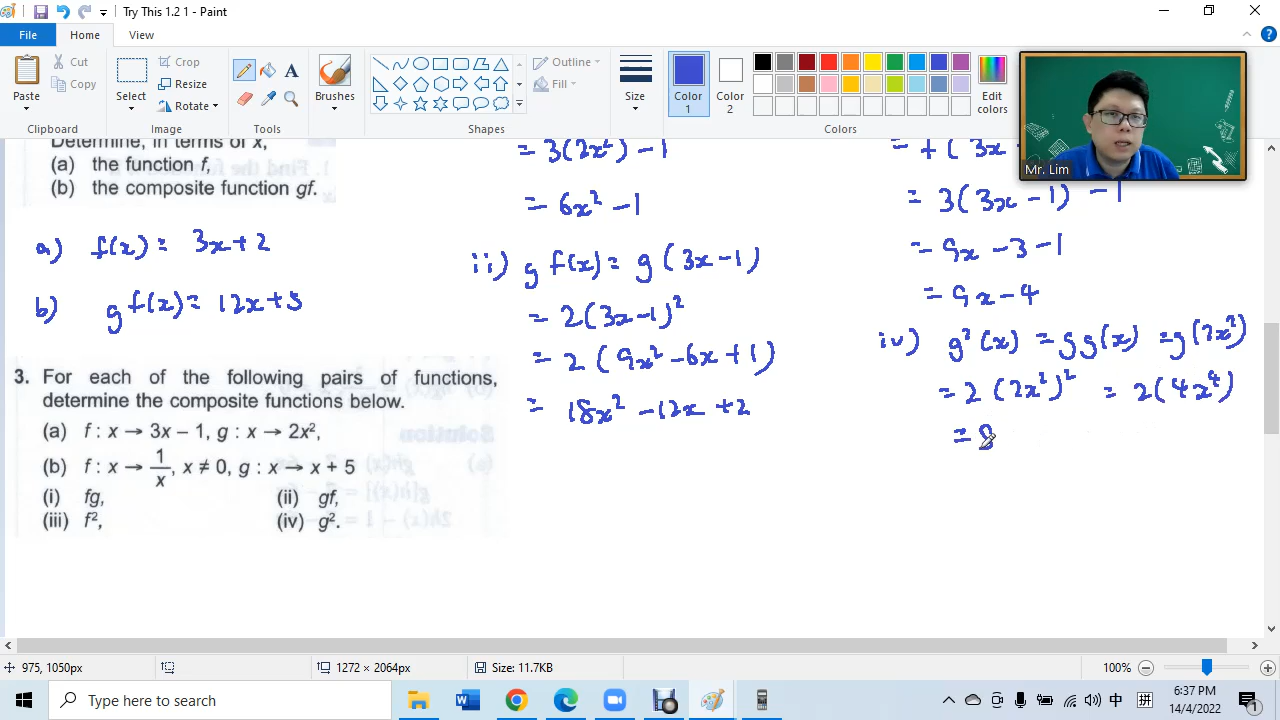 Try This 1.2 1 - Paint
File Home View
Paste
Cut
Copy
Clipboard
Select
Crop
Resize
Rotate
Image
A
Tools
Brushes
Shapes
Outline
Fill
Size
Color 1
Color 2
Edit colors
Colors
Mr. Lim
Determine, in terms of x,
(a) the function f,
(b) the composite function gf.
a) f(x) = 3x + 2
b) g f(x) = 12x + 5
3. For each of the following pairs of functions,
determine the composite functions below.
(a) f : x → 3x − 1, g : x → 2x²,
(b) f : x → 1/x, x ≠ 0, g : x → x + 5
(i) fg, (ii) gf,
(iii) f², (iv) g².
= 3(2x²) − 1
= 6x² − 1
ii) g f(x) = g(3x − 1)
= 2(3x − 1)²
= 2(9x² − 6x + 1)
= 18x² − 12x + 2
= f(3x
= 3(3x − 1) − 1
= 9x − 3 − 1
= 9x − 4
iv) g²(x) = gg(x) = g(2x²)
= 2(2x²)² = 2(4x⁴)
= 8
975, 1050px
1272 × 2064px
Size: 11.7KB
100%
Type here to search
中
拼
6:37 PM
14/4/2022
1